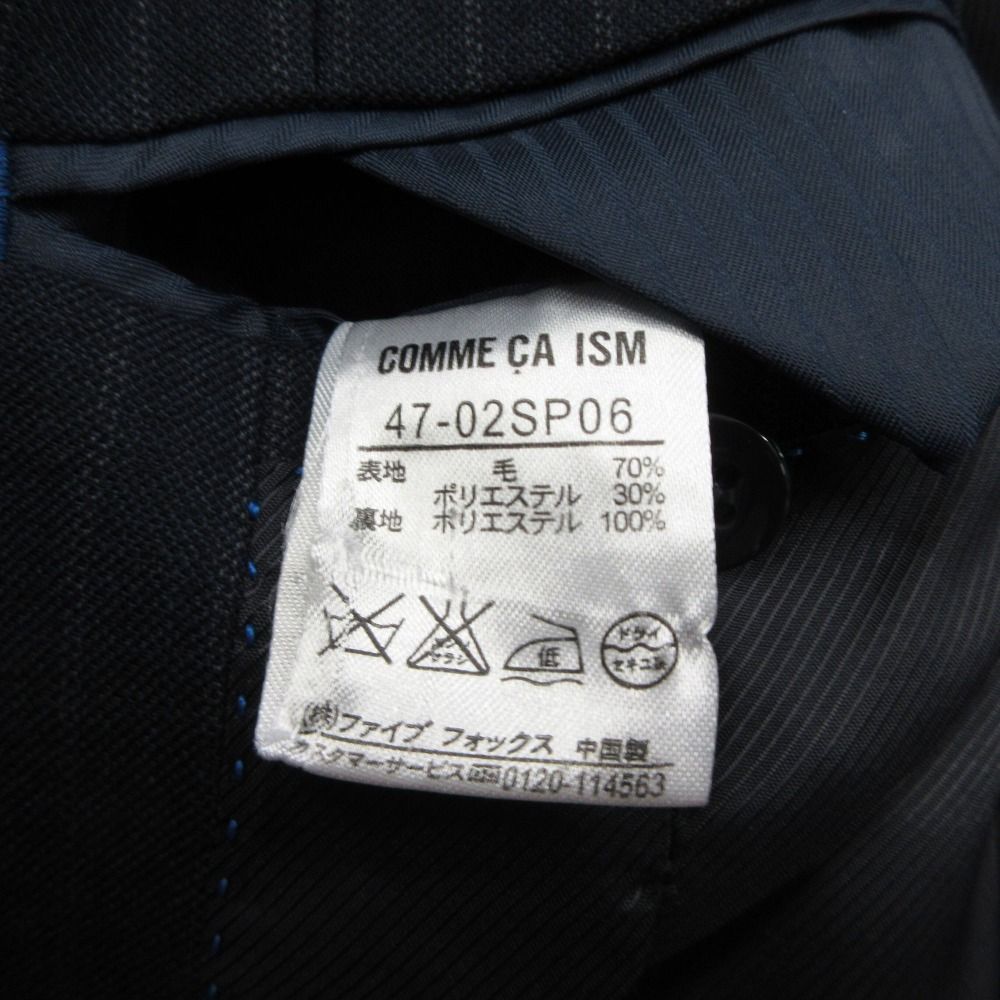 COMME ÇA ISM
47-02SP06
表地 毛 70%
ポリエステル 30%
裏地 ポリエステル 100%
低
ドライ
セキユ系
(株)ファイブ フォックス 中国製
カスタマーサービス 0120-114563